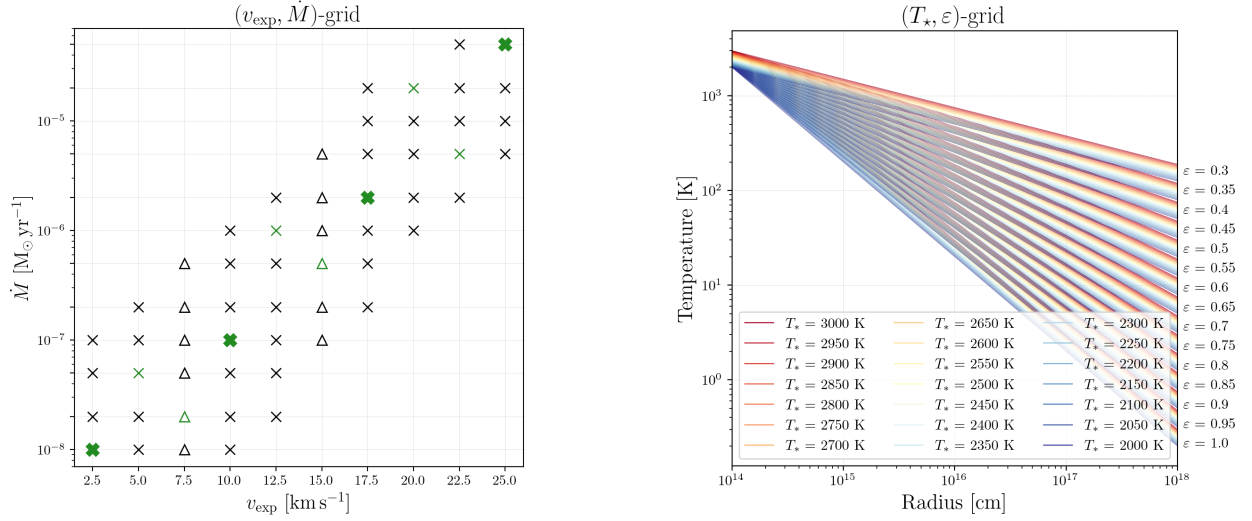 (v_exp, Ṁ)-grid
10⁻⁵
10⁻⁶
10⁻⁷
10⁻⁸
Ṁ [M_⊙ yr⁻¹]
2.5 5.0 7.5 10.0 12.5 15.0 17.5 20.0 22.5 25.0
v_exp [km s⁻¹]
(T_⋆, ε)-grid
10³
10²
10¹
10⁰
Temperature [K]
ε = 0.3
ε = 0.35
ε = 0.4
ε = 0.45
ε = 0.5
ε = 0.55
ε = 0.6
ε = 0.65
ε = 0.7
ε = 0.75
ε = 0.8
ε = 0.85
ε = 0.9
ε = 0.95
ε = 1.0
T_* = 3000 K T_* = 2650 K T_* = 2300 K
T_* = 2950 K T_* = 2600 K T_* = 2250 K
T_* = 2900 K T_* = 2550 K T_* = 2200 K
T_* = 2850 K T_* = 2500 K T_* = 2150 K
T_* = 2800 K T_* = 2450 K T_* = 2100 K
T_* = 2750 K T_* = 2400 K T_* = 2050 K
T_* = 2700 K T_* = 2350 K T_* = 2000 K
10¹⁴ 10¹⁵ 10¹⁶ 10¹⁷ 10¹⁸
Radius [cm]